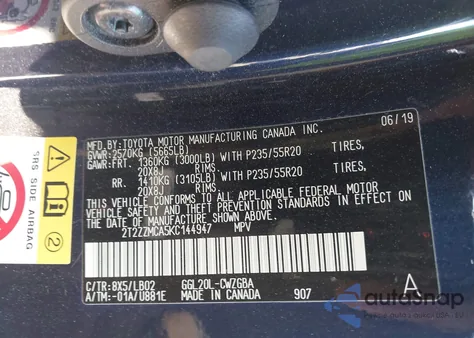 MFD. BY: TOYOTA MOTOR MANUFACTURING CANADA INC. 06/19
GVWR: 2570KG (5665LB)
GAWR: FRT. 1360KG (3000LB) WITH P235/55R20 TIRES,
20X8J RIMS
RR. 1410KG (3105LB) WITH P235/55R20 TIRES,
20X8J RIMS
THIS VEHICLE CONFORMS TO ALL APPLICABLE FEDERAL MOTOR
VEHICLE SAFETY AND THEFT PREVENTION STANDARDS IN EFFECT
ON THE DATE OF MANUFACTURE SHOWN ABOVE.
2T2ZZMCA5KC144947 MPV
C/TR: 8X5/LB02 GGL20L-CWZGBA A
A/TM: -01A/U881E MADE IN CANADA 907
SRS SIDE AIRBAG
2
autosnap